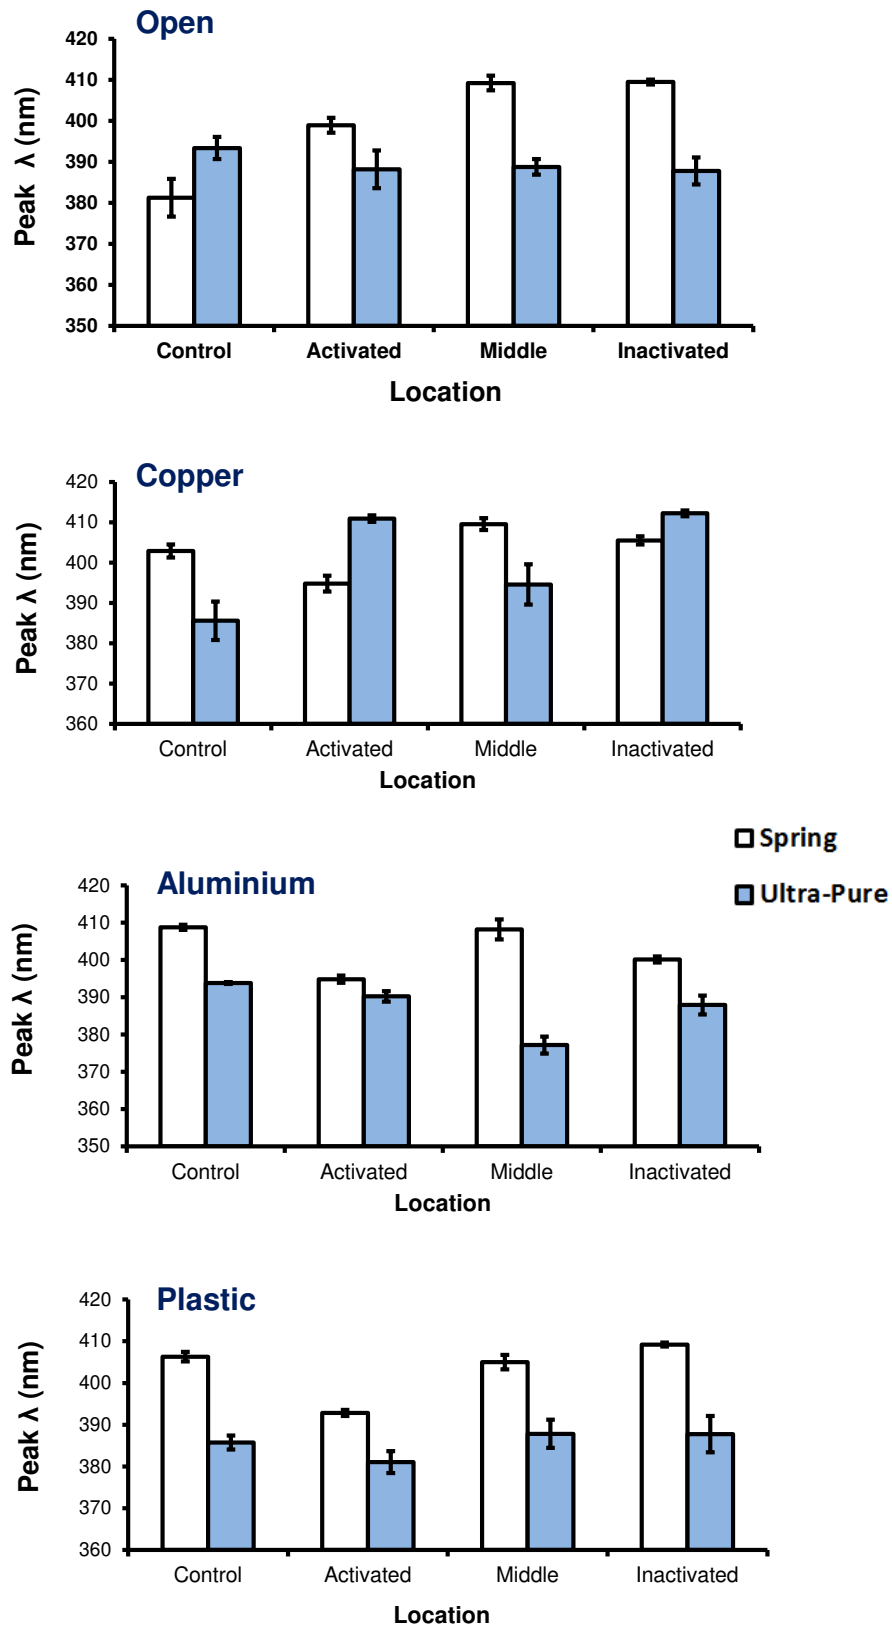 Open
420
410
400
390
380
370
360
350
Peak λ (nm)
Control Activated Middle Inactivated
Location
Copper
420
410
400
390
380
370
360
Peak λ (nm)
Control Activated Middle Inactivated
Location
Spring
Ultra-Pure
Aluminium
420
410
400
390
380
370
360
350
Peak λ (nm)
Control Activated Middle Inactivated
Location
Plastic
420
410
400
390
380
370
360
Peak λ (nm)
Control Activated Middle Inactivated
Location